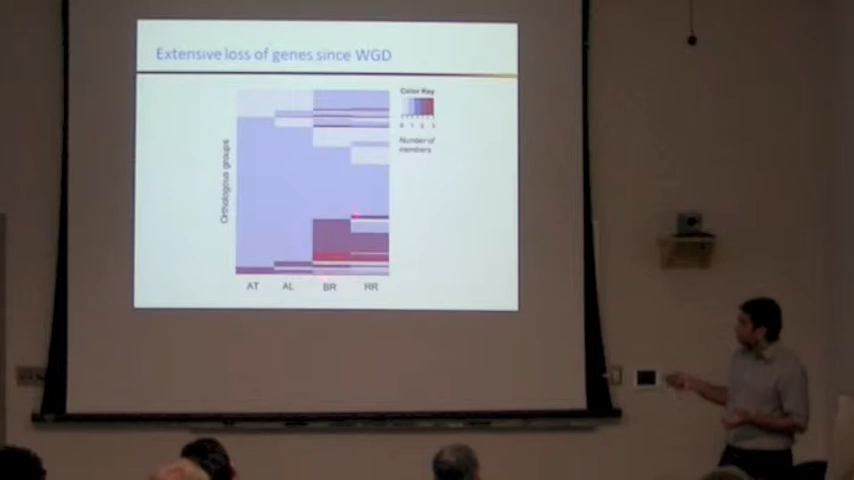 Extensive loss of genes since WGD
Color Key
0 1 2 3
Number of
members
Orthologous groups
AT AL BR RR